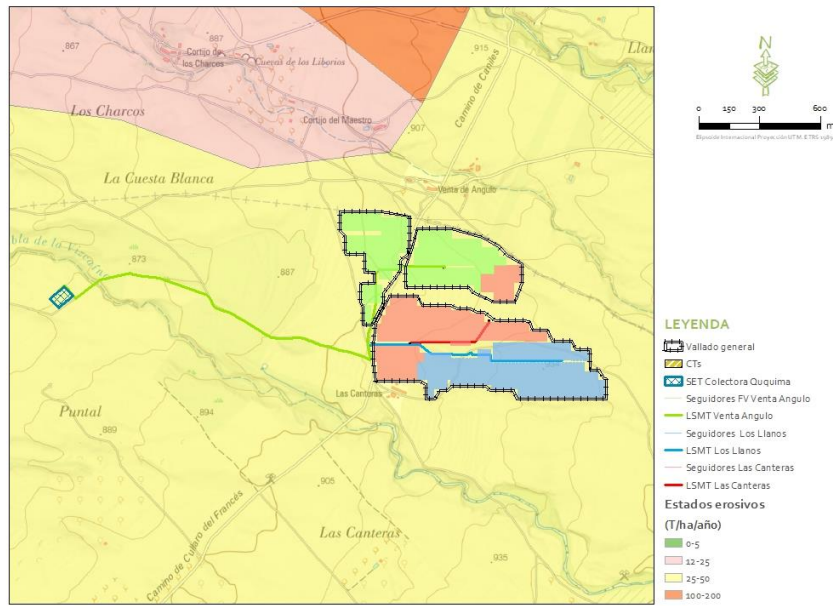 867
887
915
Cortijo de
los Charcos
Cuevas de los Liborios
Camino de Caniles
Los Charcos
Cortijo del Maestro
907
La Cuesta Blanca
Venta de Angulo
873
887
Las Canteras
Puntal
894
889
905
Camino de Cúllar o del Francés
Las Canteras
935
N
0 150 300 600
m
LEYENDA
Vallado general
CTs
SET Colectora Ququima
Seguidores FV Venta Angulo
LSMT Venta Angulo
Seguidores Los Llanos
LSMT Los Llanos
Seguidores Las Canteras
LSMT Las Canteras
Estados erosivos
(T/ha/año)
0-5
12-25
25-50
100-200